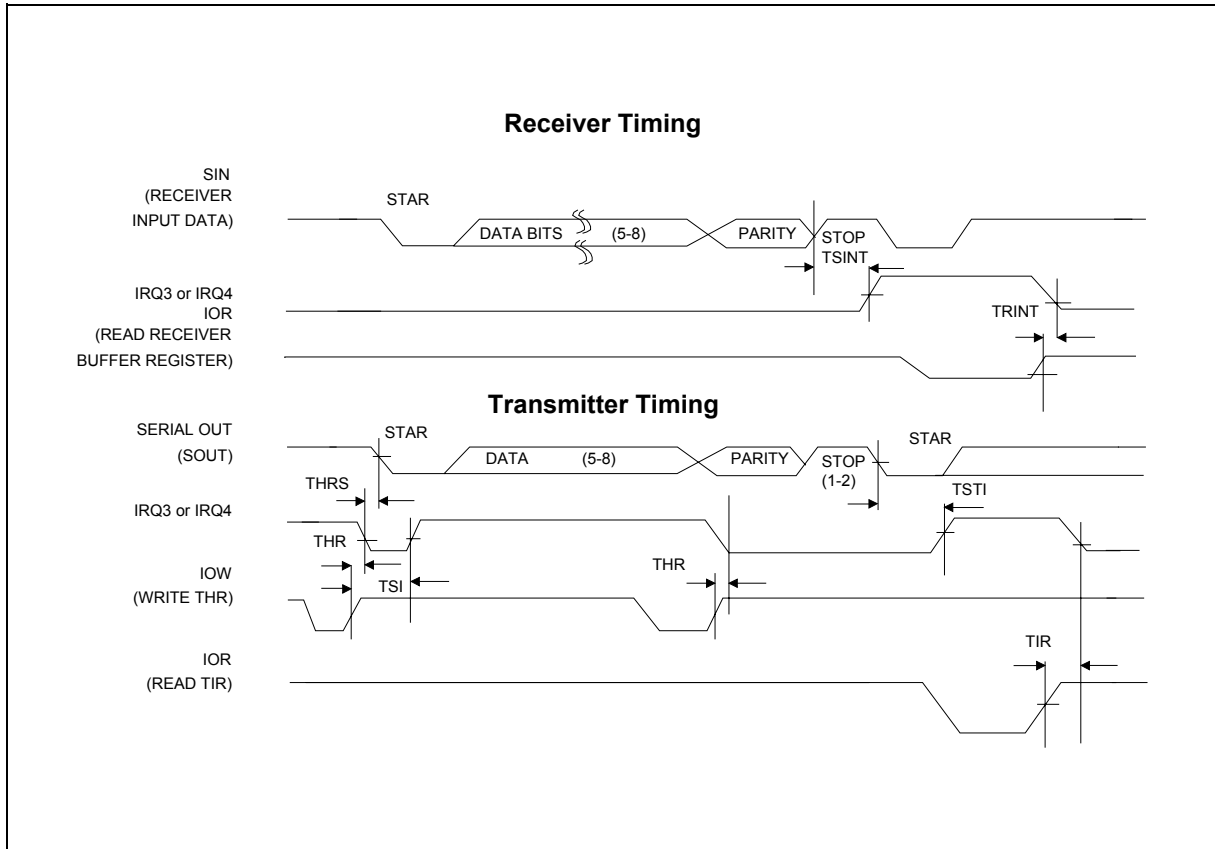 Receiver Timing
SIN
(RECEIVER
INPUT DATA)
STAR
DATA BITS (5-8)
PARITY
STOP
TSINT
IRQ3 or IRQ4
IOR
(READ RECEIVER
BUFFER REGISTER)
TRINT
Transmitter Timing
SERIAL OUT
(SOUT)
STAR
DATA (5-8)
PARITY
STOP
(1-2)
STAR
THRS
TSTI
IRQ3 or IRQ4
THR
THR
IOW
(WRITE THR)
TSI
TIR
IOR
(READ TIR)